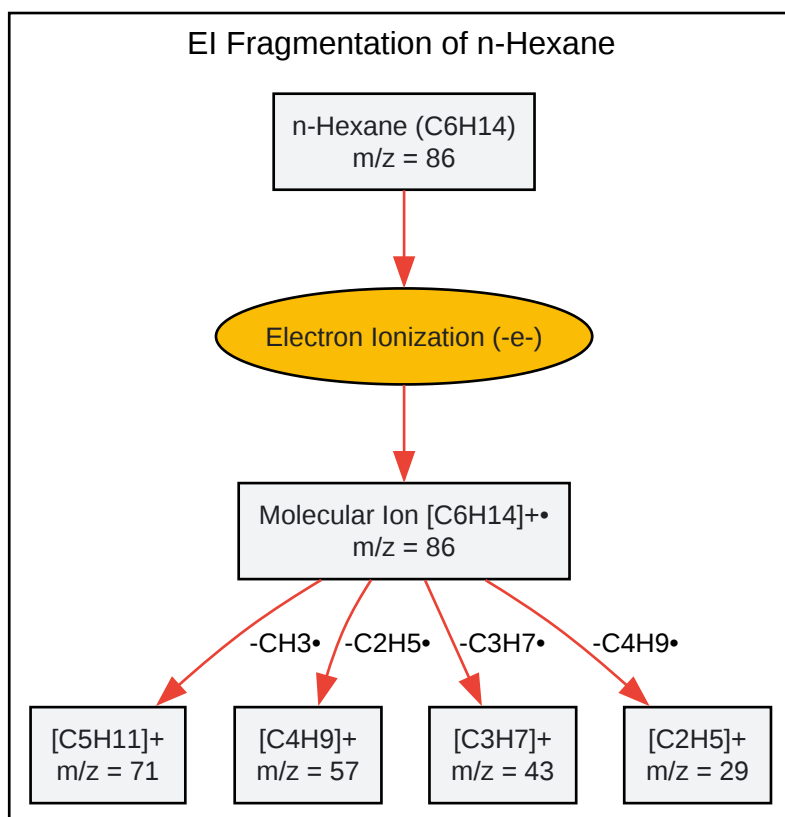 EI Fragmentation of n-Hexane
n-Hexane (C6H14)
m/z = 86
Electron Ionization (-e-)
Molecular Ion [C6H14]+•
m/z = 86
-CH3•
-C2H5•
-C3H7•
-C4H9•
[C5H11]+
m/z = 71
[C4H9]+
m/z = 57
[C3H7]+
m/z = 43
[C2H5]+
m/z = 29